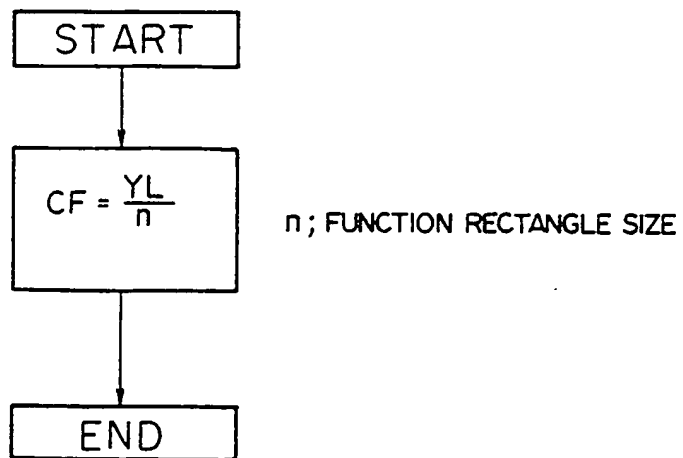 START
CF = YL/n
n; FUNCTION RECTANGLE SIZE
END